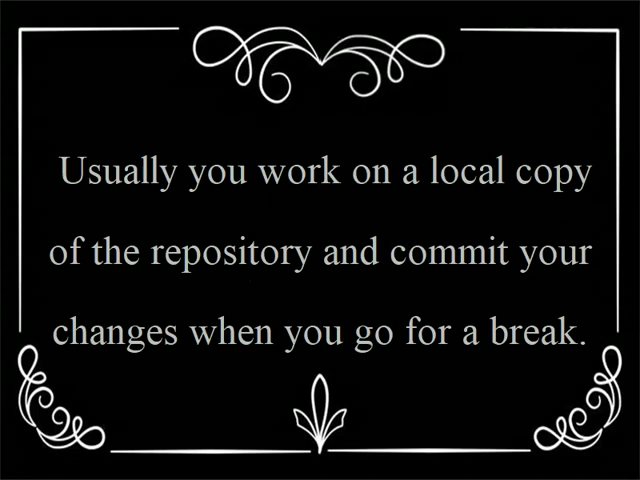 Usually you work on a local copy
of the repository and commit your
changes when you go for a break.